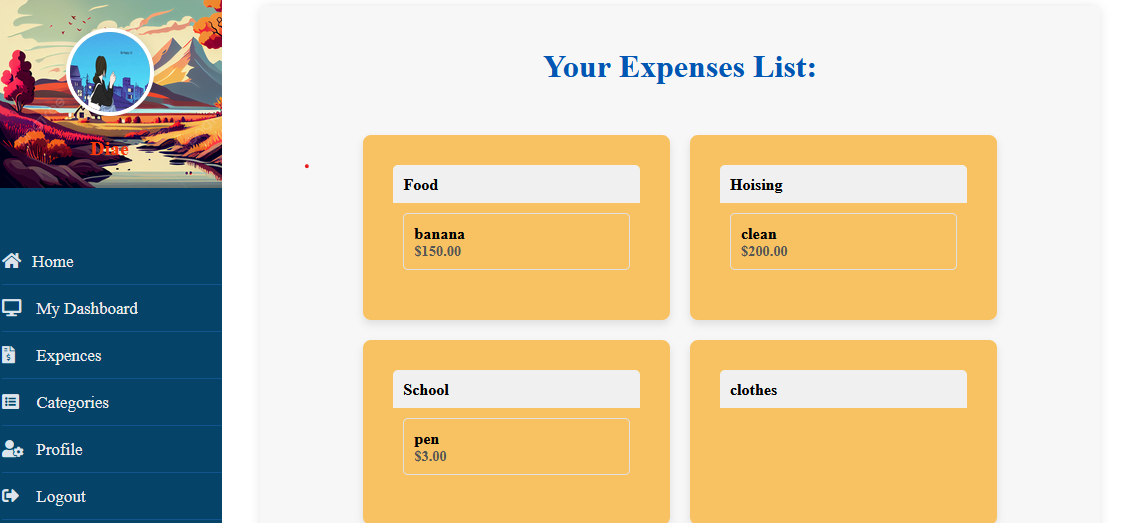 Diae
Home
My Dashboard
Expences
Categories
Profile
Logout
Your Expenses List:
Food
banana
$150.00
Hoising
clean
$200.00
School
pen
$3.00
clothes